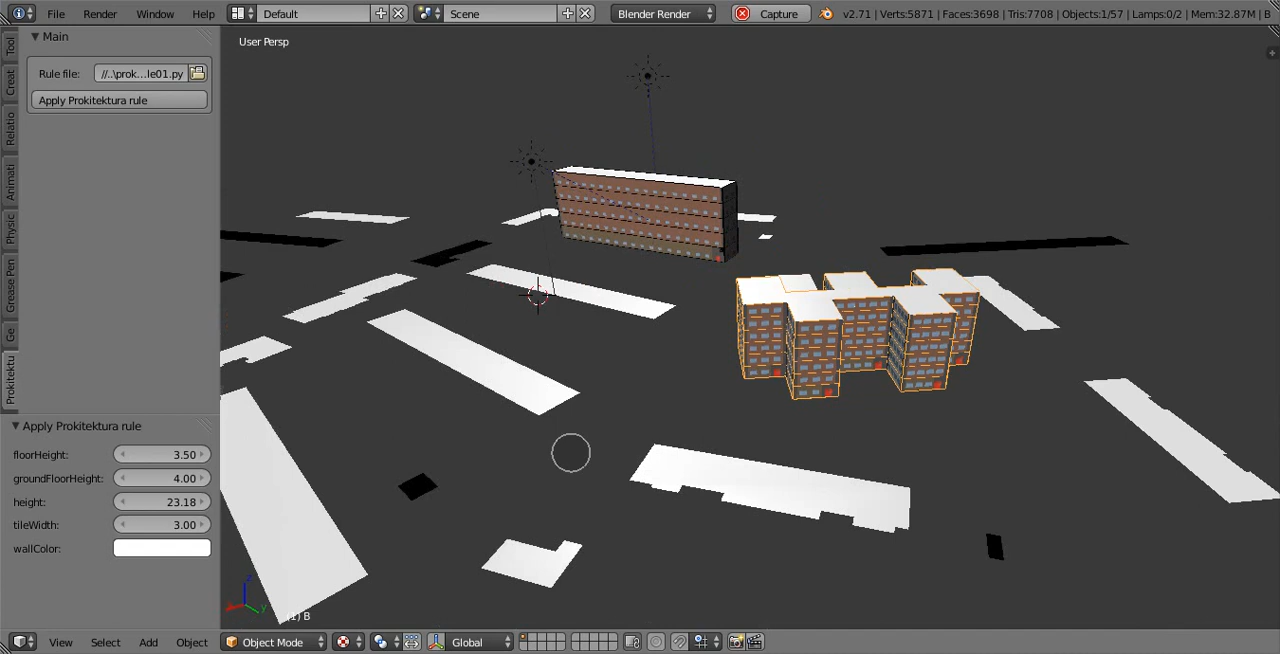 File Render Window Help Default Scene Blender Render Capture v2.71 | Verts:5871 | Faces:3698 | Tris:7708 | Objects:1/57 | Lamps:0/2 | Mem:32.87M | B
Main
User Persp
Rule file: //..\prok...le01.py
Apply Prokitektura rule
Tool
Creat
Relatio
Animati
Physic
Grease Pen
Ge
Prokitektu
Apply Prokitektura rule
floorHeight: 3.50
groundFloorHeight: 4.00
height: 23.18
tileWidth: 3.00
wallColor:
z
x y
(1) B
View Select Add Object Object Mode Global